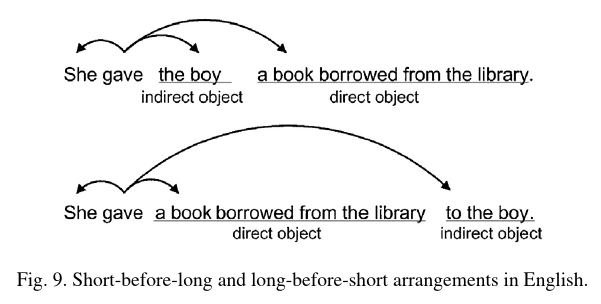 She gave the boy a book borrowed from the library.
indirect object direct object
She gave a book borrowed from the library to the boy.
direct object indirect object
Fig. 9. Short-before-long and long-before-short arrangements in English.